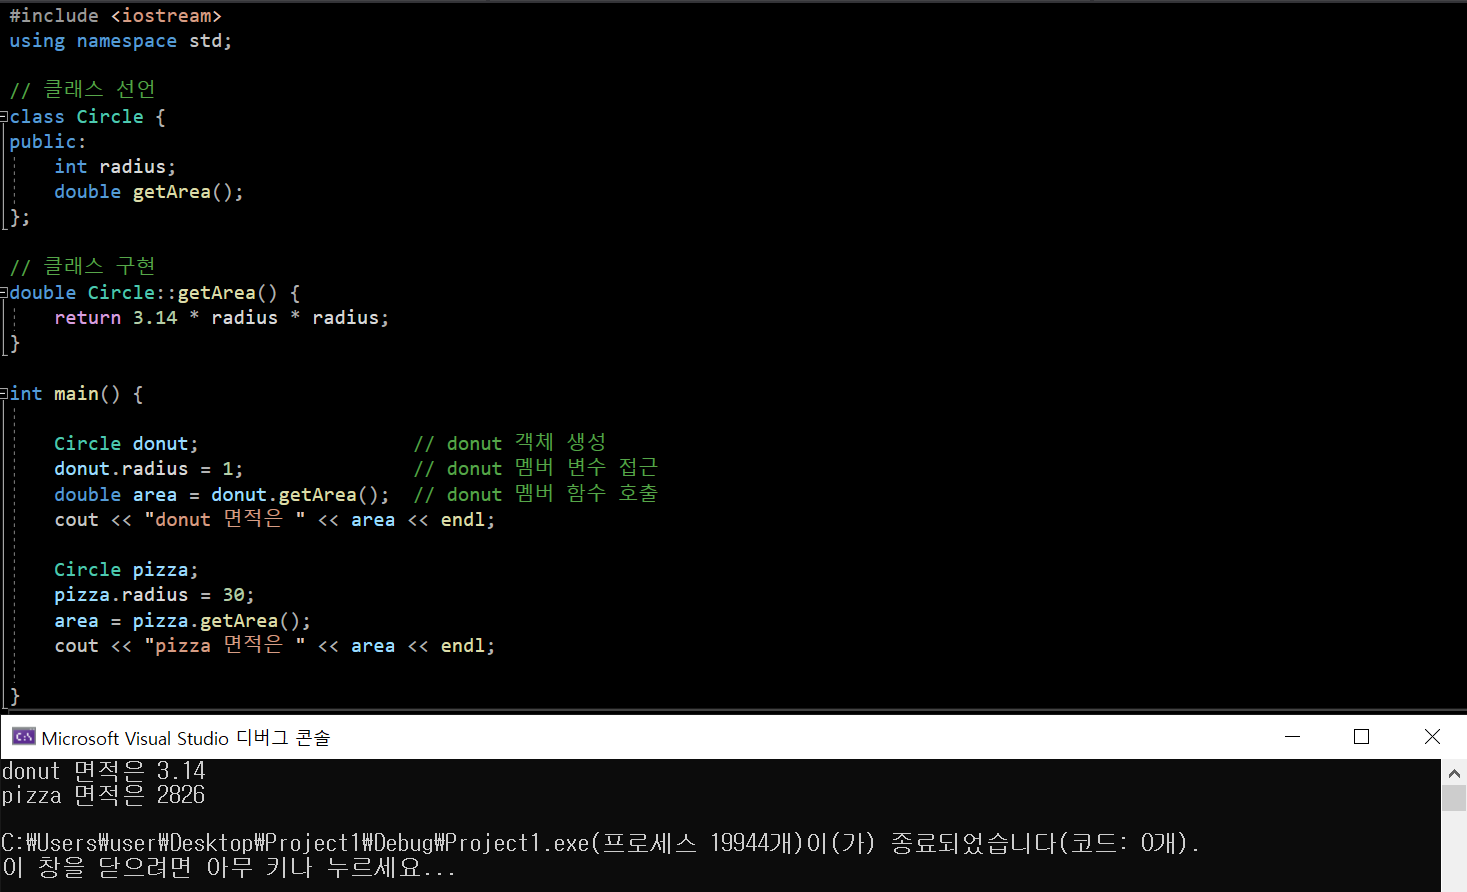 #include <iostream>
using namespace std;
// 클래스 선언
class Circle {
public:
    int radius;
    double getArea();
};
// 클래스 구현
double Circle::getArea() {
    return 3.14 * radius * radius;
}
int main() {
    Circle donut;                   // donut 객체 생성
    donut.radius = 1;               // donut 멤버 변수 접근
    double area = donut.getArea();  // donut 멤버 함수 호출
    cout << "donut 면적은 " << area << endl;
    Circle pizza;
    pizza.radius = 30;
    area = pizza.getArea();
    cout << "pizza 면적은 " << area << endl;
}
C:\ Microsoft Visual Studio 디버그 콘솔
donut 면적은 3.14
pizza 면적은 2826
C:₩Users₩user₩Desktop₩Project1₩Debug₩Project1.exe(프로세스 19944개)이(가) 종료되었습니다(코드: 0개).
이 창을 닫으려면 아무 키나 누르세요...